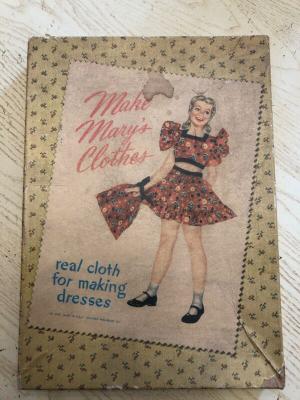 Make
Mary's
Clothes
real cloth
for making
dresses